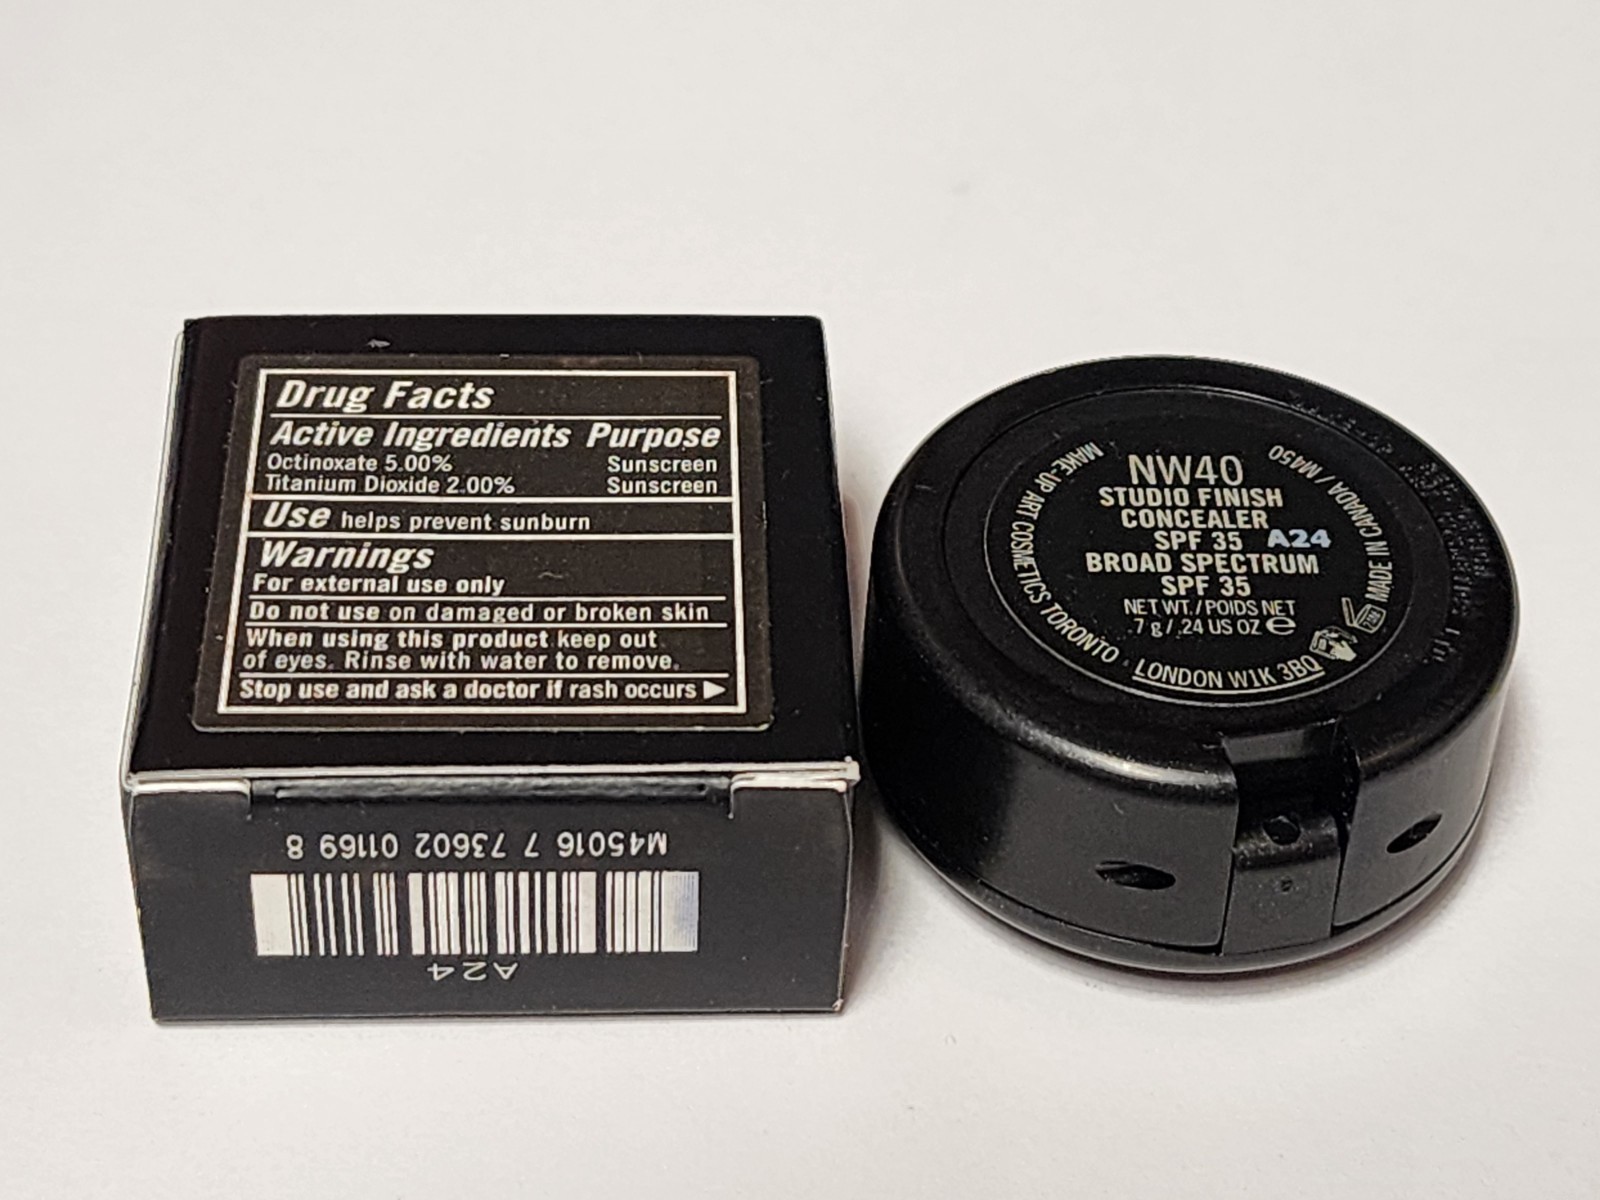 Drug Facts
Active Ingredients Purpose
Octinoxate 5.00% Sunscreen
Titanium Dioxide 2.00% Sunscreen
Use helps prevent sunburn
Warnings
For external use only
Do not use on damaged or broken skin
When using this product keep out
of eyes. Rinse with water to remove.
Stop use and ask a doctor if rash occurs
M45016 7 73602 01169 8
A24
NW40
STUDIO FINISH
CONCEALER
SPF 35 A24
BROAD SPECTRUM
SPF 35
NET WT./POIDS NET
7 g/.24 US OZ e
MAKE-UP ART COSMETICS TORONTO · LONDON W1K 3BQ
MADE IN CANADA / M450